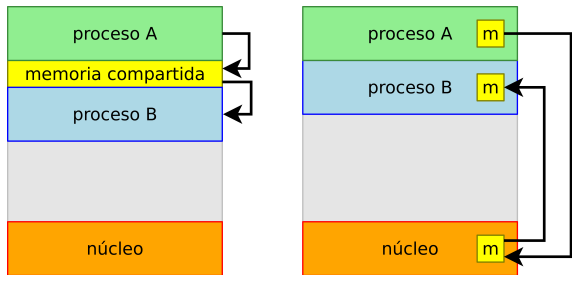 proceso A
memoria compartida
proceso B
núcleo
proceso A m
proceso B m
núcleo m